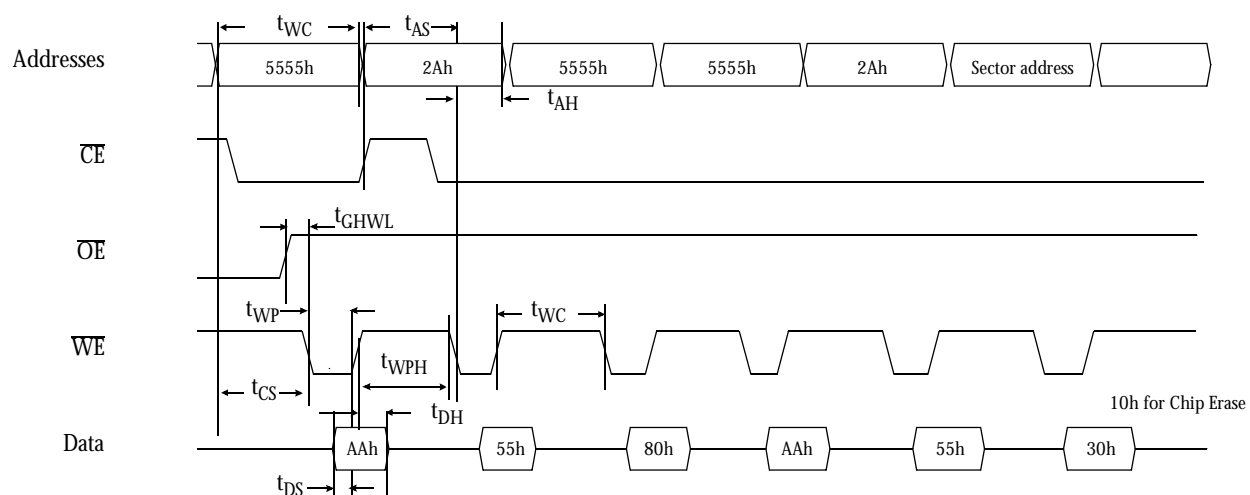 tWC tAS
Addresses 5555h 2Ah 5555h 5555h 2Ah Sector address
tAH
CE
tGHWL
OE
tWP tWC
WE
tWPH
tCS
tDH 10h for Chip Erase
Data AAh 55h 80h AAh 55h 30h
tDS